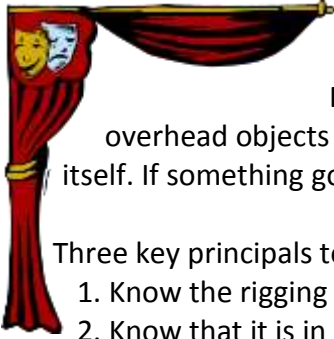 overhead objects
itself. If something go
Three key principals to
1. Know the rigging
2. Know that it is in